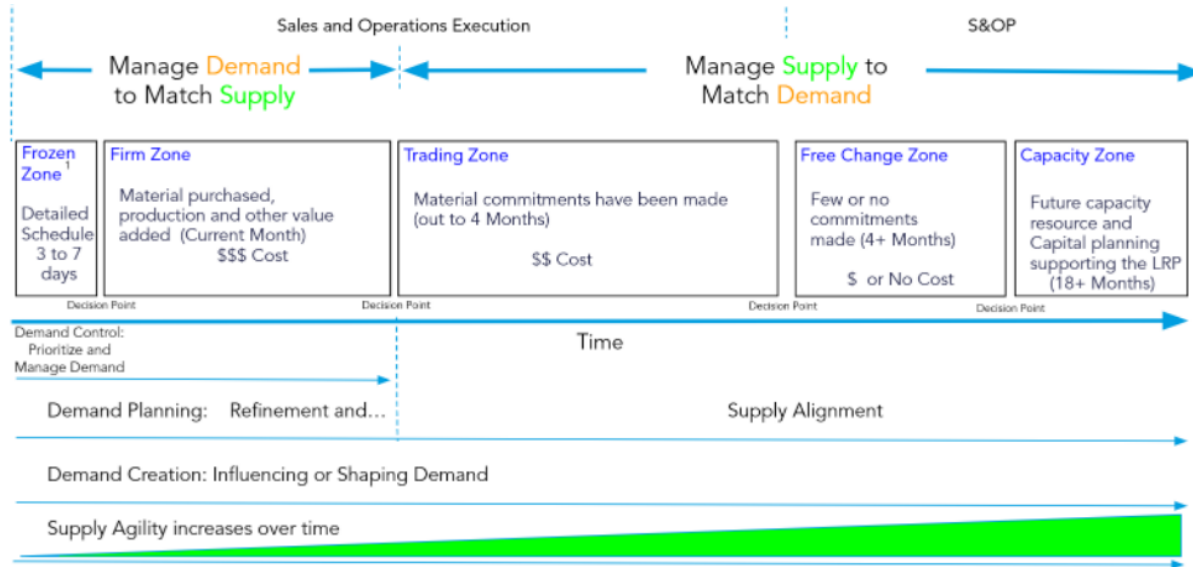 Sales and Operations Execution
S&OP
Manage Demand
to Match Supply
Manage Supply to
Match Demand
Frozen
Zone1
Detailed
Schedule
3 to 7
days
Firm Zone
Material purchased,
production and other value
added (Current Month)
$$$ Cost
Trading Zone
Material commitments have been made
(out to 4 Months)
$$ Cost
Free Change Zone
Few or no
commitments
made (4+ Months)
$ or No Cost
Capacity Zone
Future capacity
resource and
Capital planning
supporting the LRP
(18+ Months)
Decision Point
Decision Point
Decision Point
Decision Point
Time
Demand Control:
Prioritize and
Manage Demand
Demand Planning: Refinement and...
Supply Alignment
Demand Creation: Influencing or Shaping Demand
Supply Agility increases over time